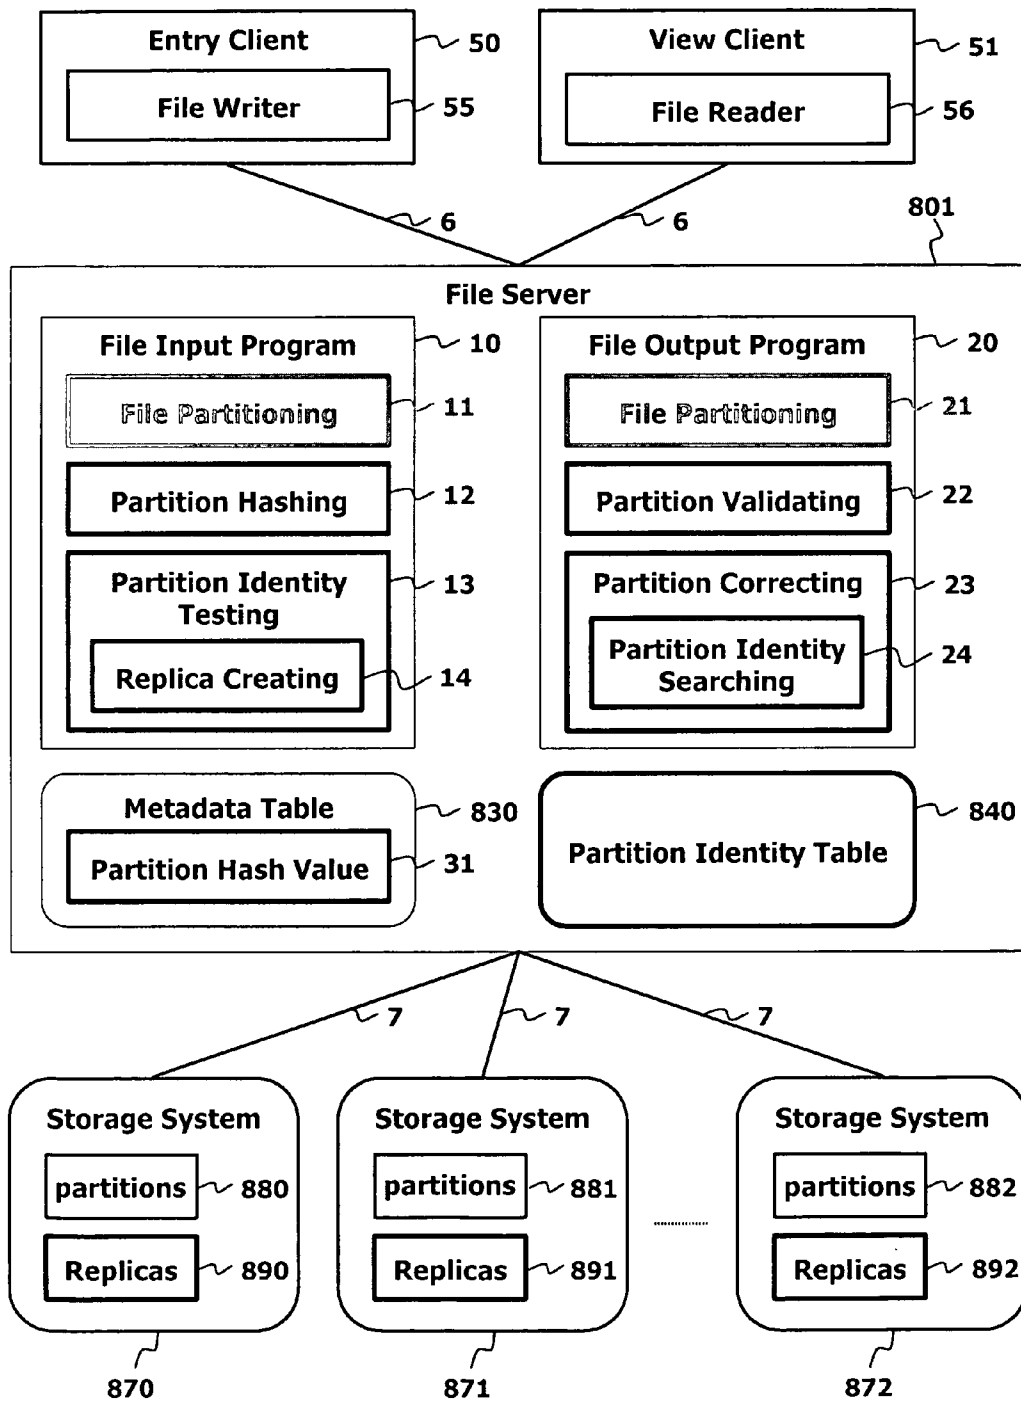 Entry Client
50
File Writer
55
View Client
51
File Reader
56
6
6
801
File Server
File Input Program
10
File Partitioning
11
Partition Hashing
12
Partition Identity
Testing
13
Replica Creating
14
File Output Program
20
File Partitioning
21
Partition Validating
22
Partition Correcting
23
Partition Identity
Searching
24
Metadada Table
830
Partition Hash Value
31
Partition Identity Table
840
7
7
7
Storage System
partitions
880
Replicas
890
870
Storage System
partitions
881
Replicas
891
871
Storage System
partitions
882
Replicas
892
872